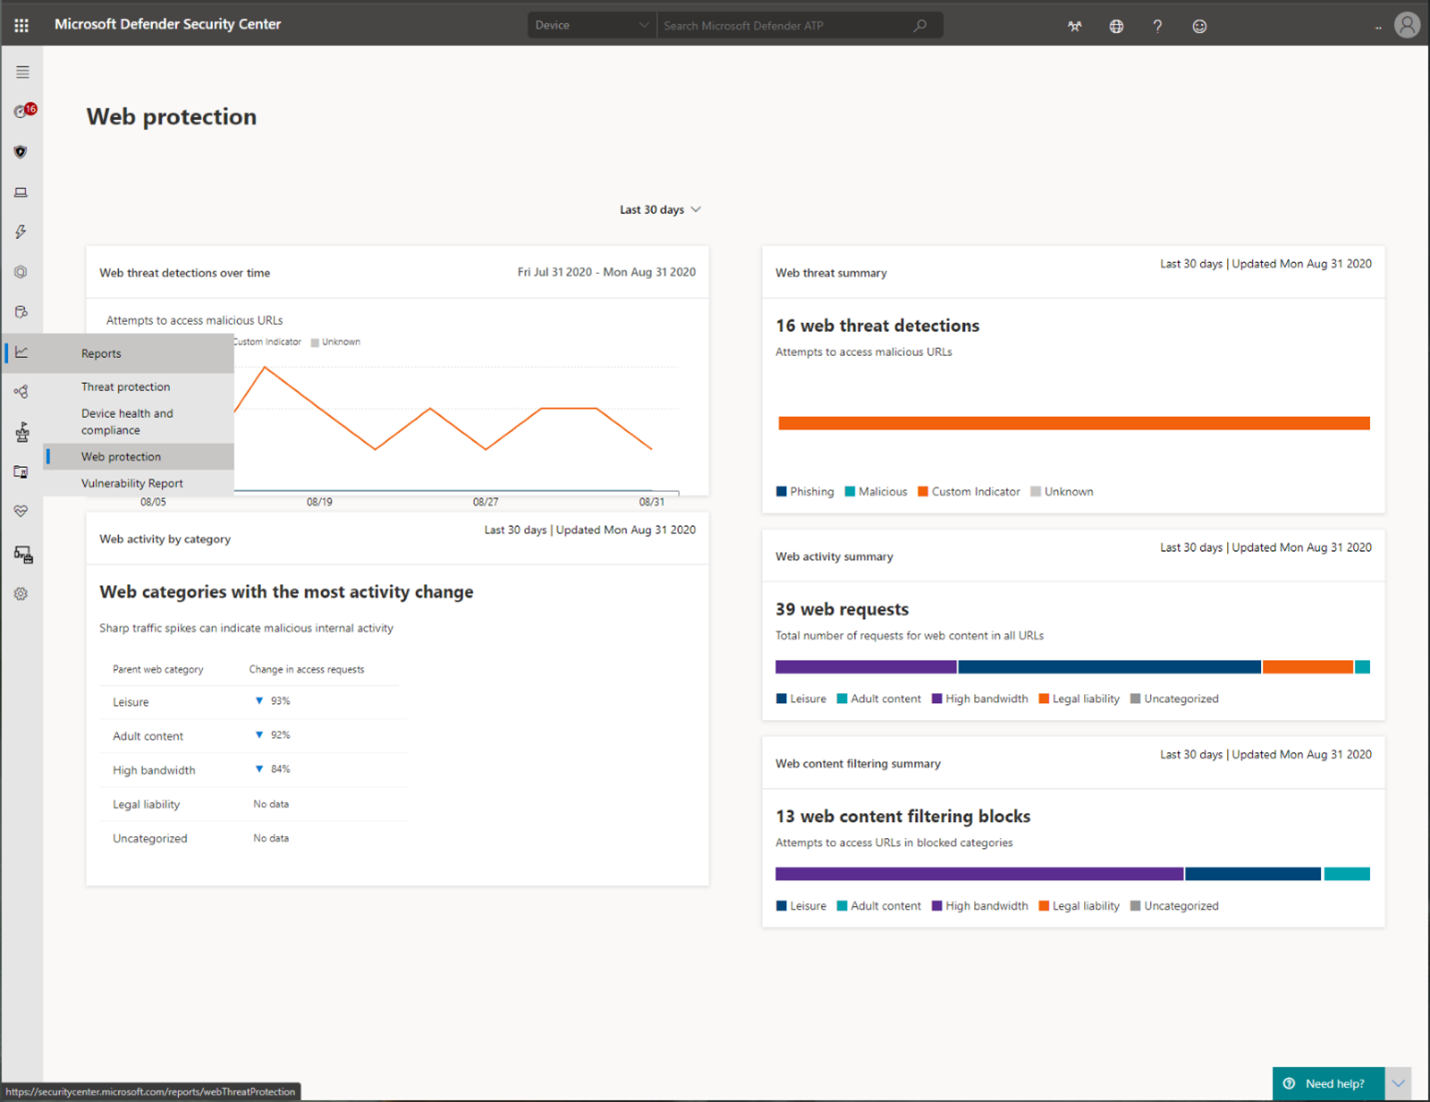 Microsoft Defender Security Center
Device
Search Microsoft Defender ATP
?
16
Web protection
Last 30 days
Web threat detections over time
Fri Jul 31 2020 - Mon Aug 31 2020
Attempts to access malicious URLs
Custom Indicator
Unknown
Reports
Threat protection
Device health and
compliance
Web protection
Vulnerability Report
08/05 08/19 08/27 08/31
Web activity by category
Last 30 days | Updated Mon Aug 31 2020
Web categories with the most activity change
Sharp traffic spikes can indicate malicious internal activity
Parent web category Change in access requests
Leisure 93%
Adult content 92%
High bandwidth 84%
Legal liability No data
Uncategorized No data
Web threat summary
Last 30 days | Updated Mon Aug 31 2020
16 web threat detections
Attempts to access malicious URLs
Phishing Malicious Custom Indicator Unknown
Web activity summary
Last 30 days | Updated Mon Aug 31 2020
39 web requests
Total number of requests for web content in all URLs
Leisure Adult content High bandwidth Legal liability Uncategorized
Web content filtering summary
Last 30 days | Updated Mon Aug 31 2020
13 web content filtering blocks
Attempts to access URLs in blocked categories
Leisure Adult content High bandwidth Legal liability Uncategorized
https://securitycenter.microsoft.com/reports/webThreatProtection
Need help?